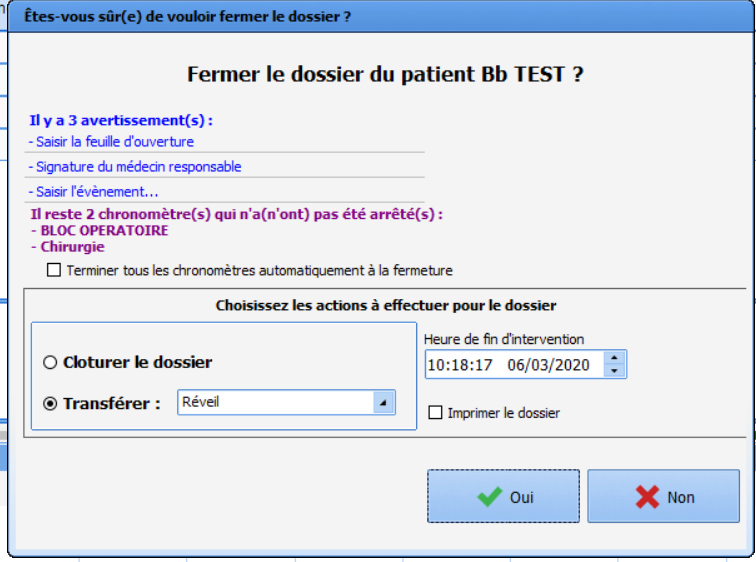 Êtes-vous sûr(e) de vouloir fermer le dossier ?
Fermer le dossier du patient Bb TEST ?
Il y a 3 avertissement(s) :
- Saisir la feuille d'ouverture
- Signature du médecin responsable
- Saisir l'évènement...
Il reste 2 chronomètre(s) qui n'a(n'ont) pas été arrêté(s) :
- BLOC OPERATOIRE
- Chirurgie
Terminer tous les chronomètres automatiquement à la fermeture
Choisissez les actions à effectuer pour le dossier
Cloturer le dossier
Transférer :
Réveil
Heure de fin d'intervention
10:18:17 06/03/2020
Imprimer le dossier
Oui
Non